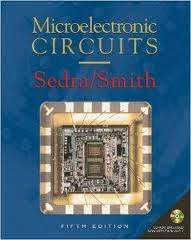 Microelectronic
CIRCUITS
Sedra/Smith
FIFTH EDITION